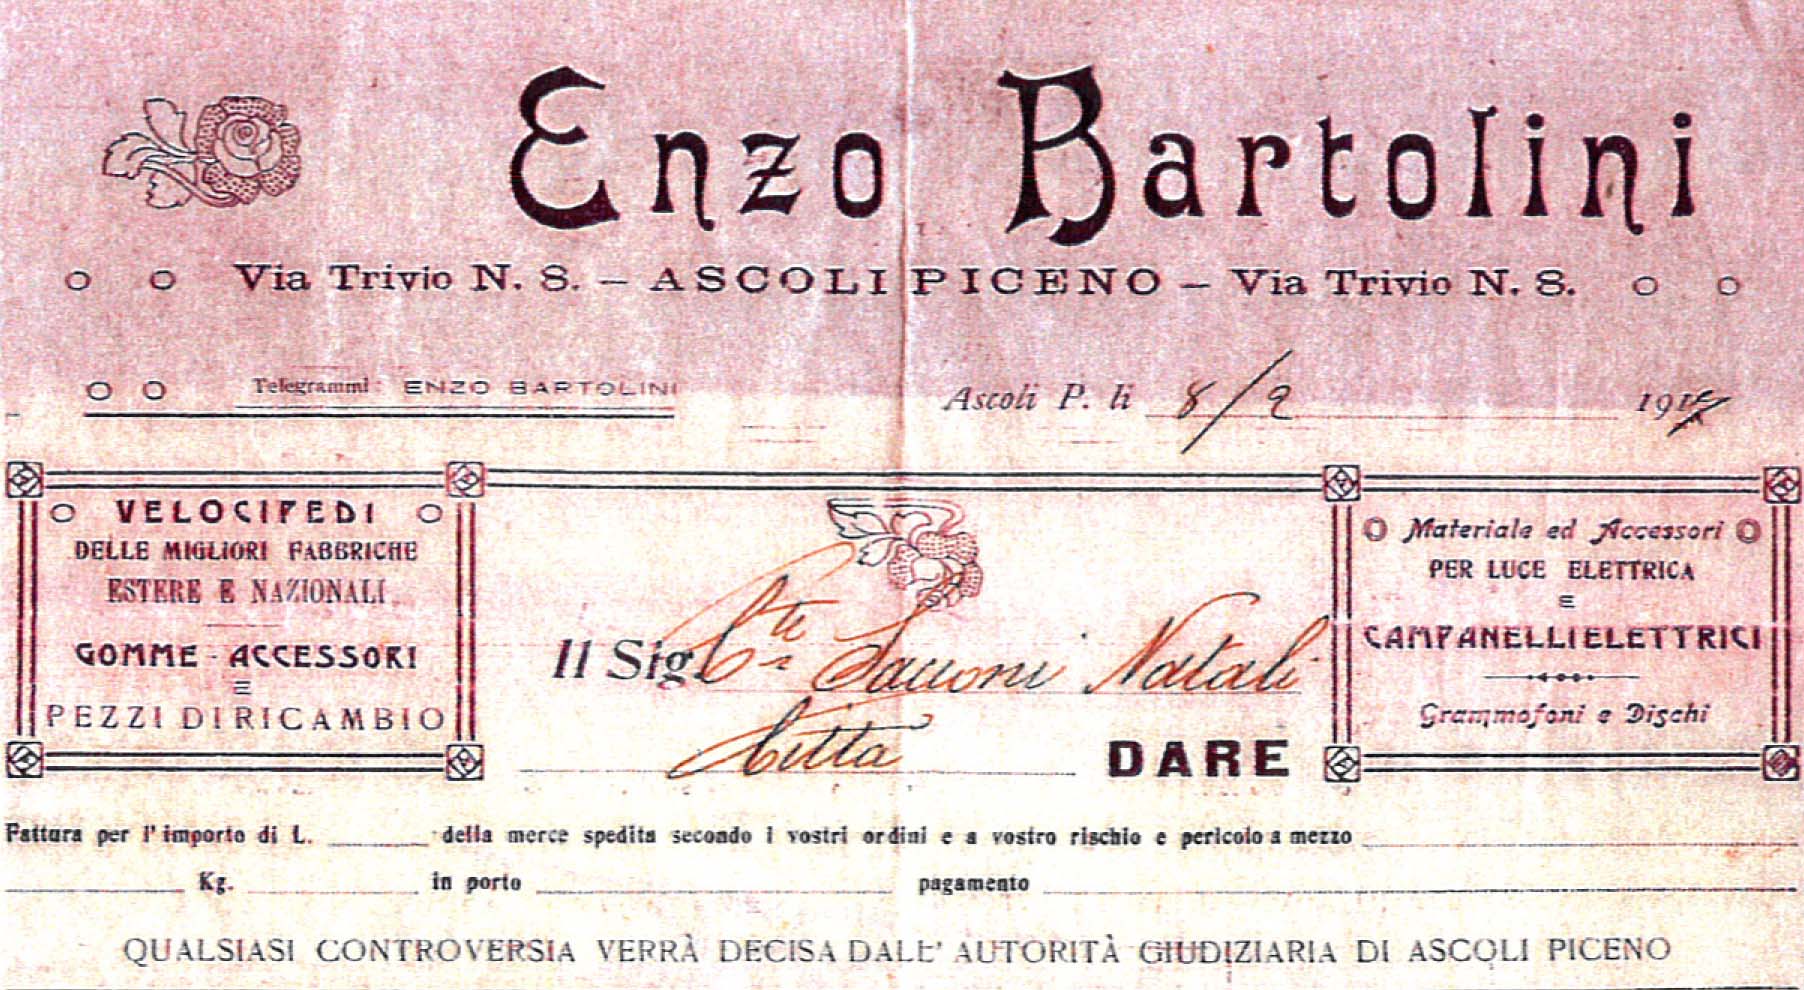 Enzo Bartolini
Via Trivio N. 8. – ASCOLI PICENO – Via Trivio N. 8.
Telegrammi: ENZO BARTOLINI
Ascoli P. li 8/2 191
VELOCIPEDI
DELLE MIGLIORI FABBRICHE
ESTERE E NAZIONALI
GOMME - ACCESSORI
E
PEZZI DI RICAMBIO
Il Sig. Sacconi Natali
Città
DARE
Materiale ed Accessori
PER LUCE ELETTRICA
E
CAMPANELLI ELETTRICI
Grammofoni e Dischi
Fattura per l'importo di L. della merce spedita secondo i vostri ordini e a vostro rischio e pericolo a mezzo
Kg. in porto pagamento
QUALSIASI CONTROVERSIA VERRÀ DECISA DALL' AUTORITÀ GIUDIZIARIA DI ASCOLI PICENO